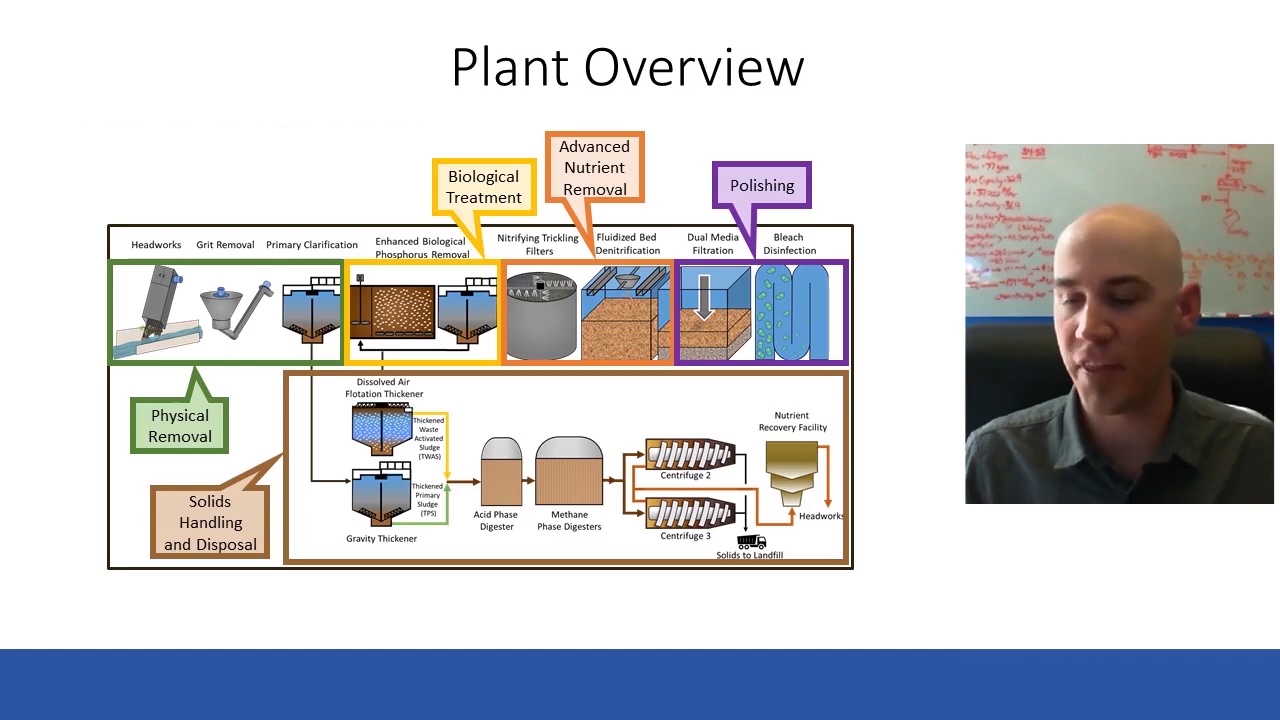 Plant Overview
Advanced
Nutrient
Removal
Biological
Treatment
Polishing
Headworks
Grit Removal
Primary Clarification
Enhanced Biological
Phosphorus Removal
Nitrifying Trickling
Filters
Fluidized Bed
Denitrification
Dual Media
Filtration
Bleach
Disinfection
Physical
Removal
Solids
Handling
and Disposal
Dissolved Air
Flotation Thickener
Thickened
Waste
Activated
Sludge
(TWAS)
Thickened
Primary
Sludge
(TPS)
Gravity Thickener
Acid Phase
Digester
Methane
Phase Digesters
Centrifuge 2
Centrifuge 3
Nutrient
Recovery Facility
Headworks
Solids to Landfill